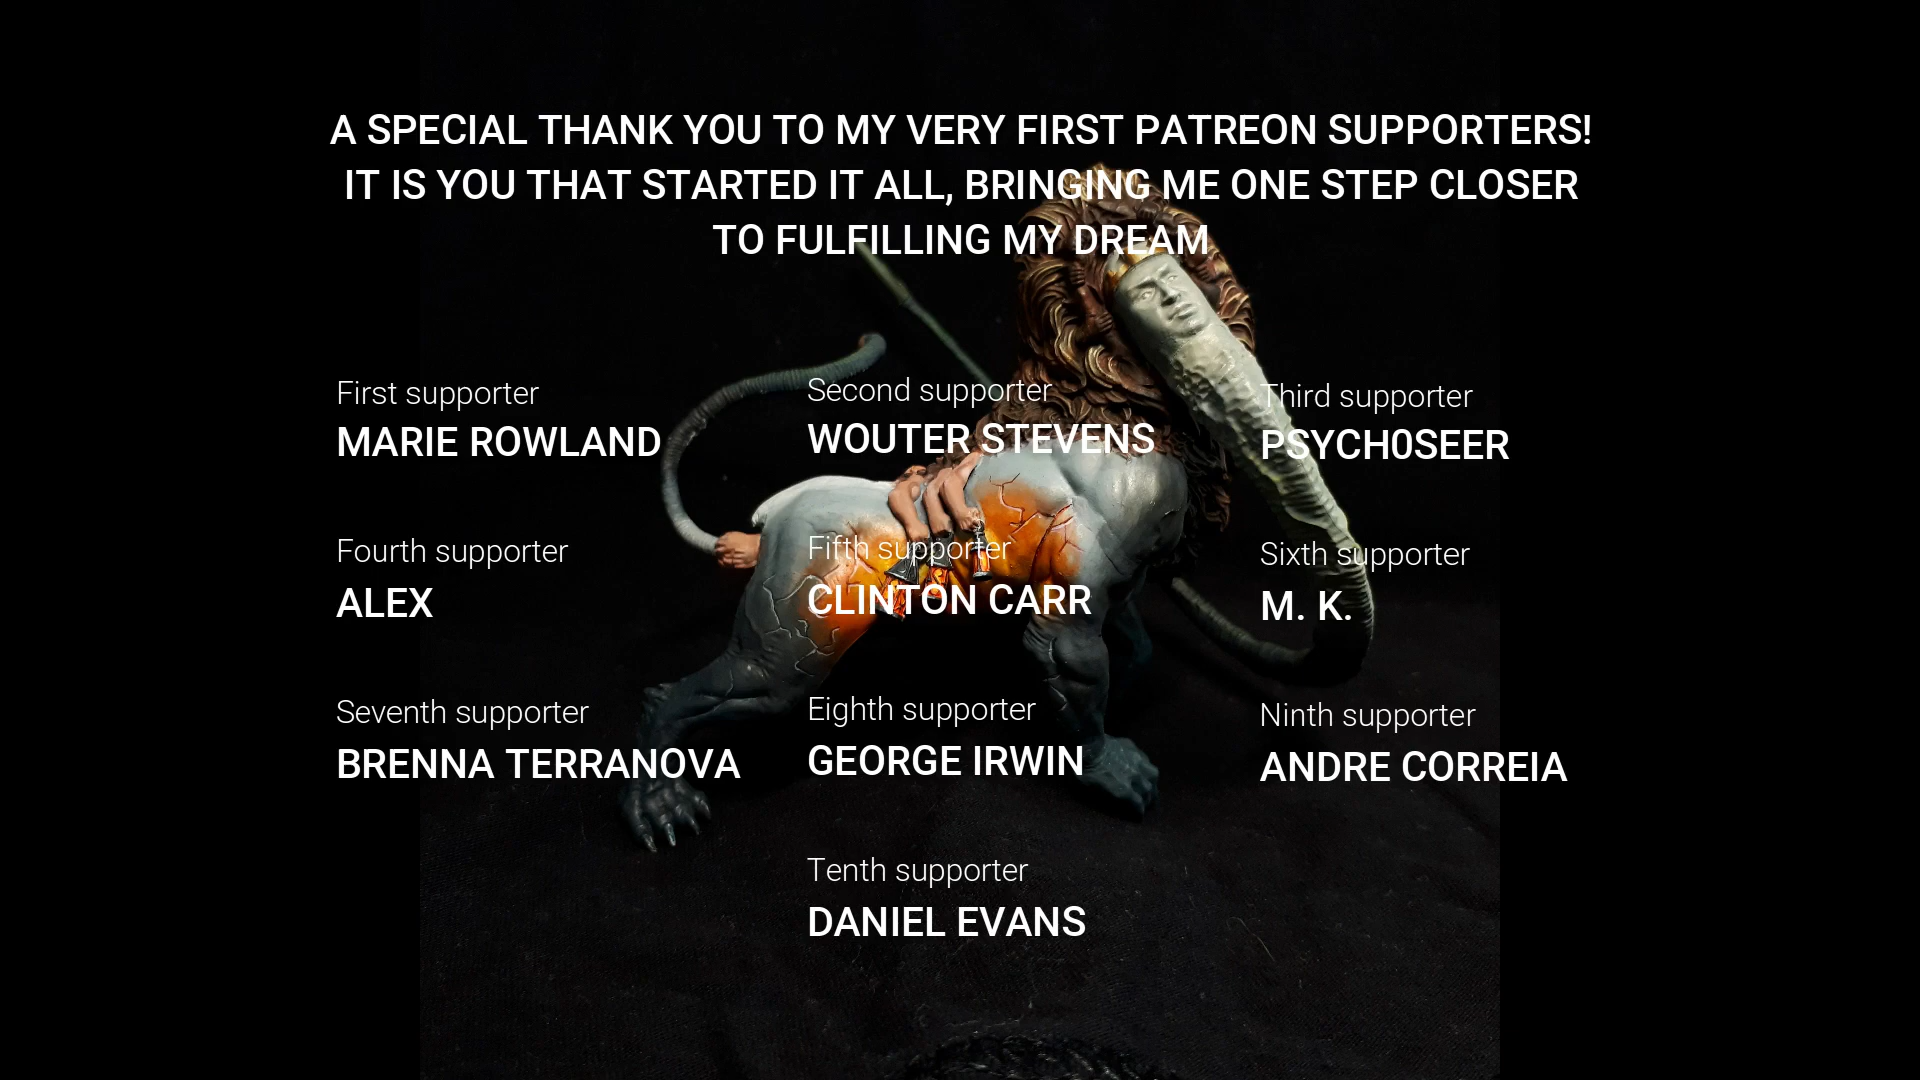 A SPECIAL THANK YOU TO MY VERY FIRST PATREON SUPPORTERS!
IT IS YOU THAT STARTED IT ALL, BRINGING ME ONE STEP CLOSER
TO FULFILLING MY DREAM
First supporter
MARIE ROWLAND
Second supporter
WOUTER STEVENS
Third supporter
PSYCH0SEER
Fourth supporter
ALEX
Fifth supporter
CLINTON CARR
Sixth supporter
M. K.
Seventh supporter
BRENNA TERRANOVA
Eighth supporter
GEORGE IRWIN
Ninth supporter
ANDRE CORREIA
Tenth supporter
DANIEL EVANS